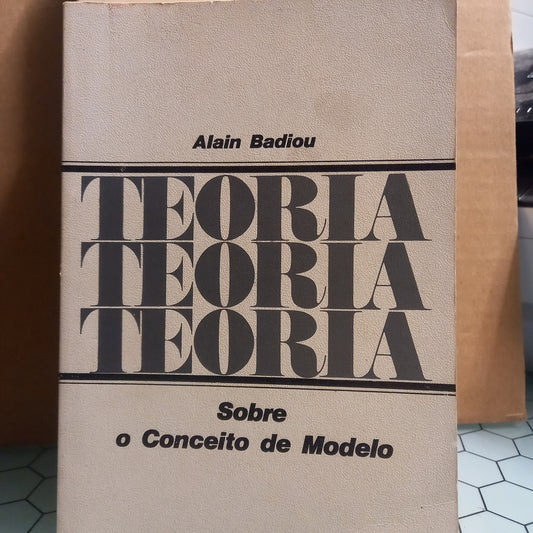 Alain Badiou
TEORIA
TEORIA
TEORIA
Sobre
o Conceito de Modelo